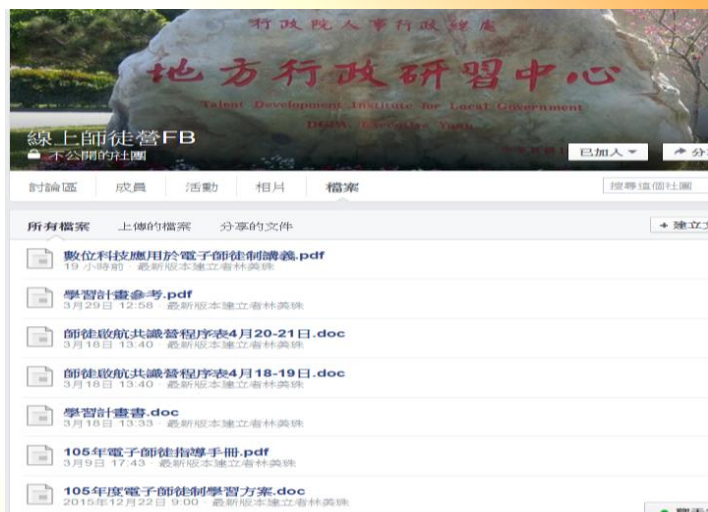 行政院人事行政總處
地方行政研習中心
Talent Development Institute for Local Government
DGPA, Executive Yuan
線上師徒營FB
不公開的社團
已加入
分
討論區 成員 活動 相片 檔案
搜尋這個社團
所有檔案 上傳的檔案 分享的文件
+ 建立文
數位科技應用於電子師徒制講義.pdf
19 小時前 · 最新版本建立者林美珠
學習計畫參考.pdf
3月29日 12:58 · 最新版本建立者林美珠
師徒啟航共識營程序表4月20-21日.doc
3月18日 13:40 · 最新版本建立者林美珠
師徒啟航共識營程序表4月18-19日.doc
3月18日 13:40 · 最新版本建立者林美珠
學習計畫書.doc
3月18日 13:33 · 最新版本建立者林美珠
105年電子師徒指導手冊.pdf
3月9日 17:43 · 最新版本建立者林美珠
105年度電子師徒制學習方案.doc
2015年12月22日 9:00 · 最新版本建立者林美珠